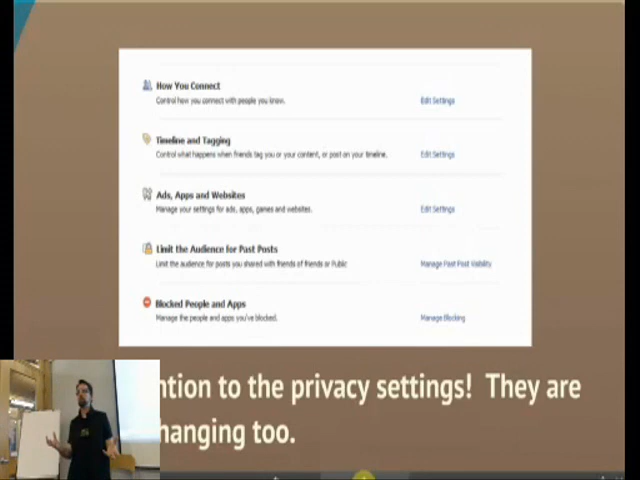 How You Connect
Control how you connect with people you know.
Edit Settings
Timeline and Tagging
Control what happens when friends tag you or your content, or post on your timeline.
Edit Settings
Ads, Apps and Websites
Manage your settings for ads, apps, games and websites.
Edit Settings
Limit the Audience for Past Posts
Limit the audience for posts you shared with friends of friends or Public
Manage Past Post Visibility
Blocked People and Apps
Manage the people and apps you've blocked.
Manage Blocking
ntion to the privacy settings! They are
hanging too.